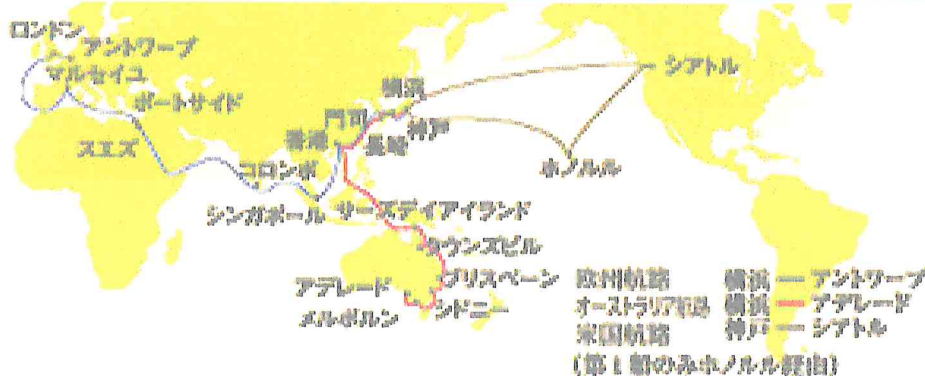 ロンドン
アントワープ
マルセイユ
ポートサイド
スエズ
コロンボ
シンガポール
香港
門司
長崎
横浜
神戸
シアトル
ホノルル
サーズデイアイランド
タウンズビル
ブリスベーン
シドニー
メルボルン
アデレード
欧州航路 横浜 アントワープ
オーストラリア航路 横浜 アデレード
米国航路 神戸 シアトル
(第1船のみホノルル経由)